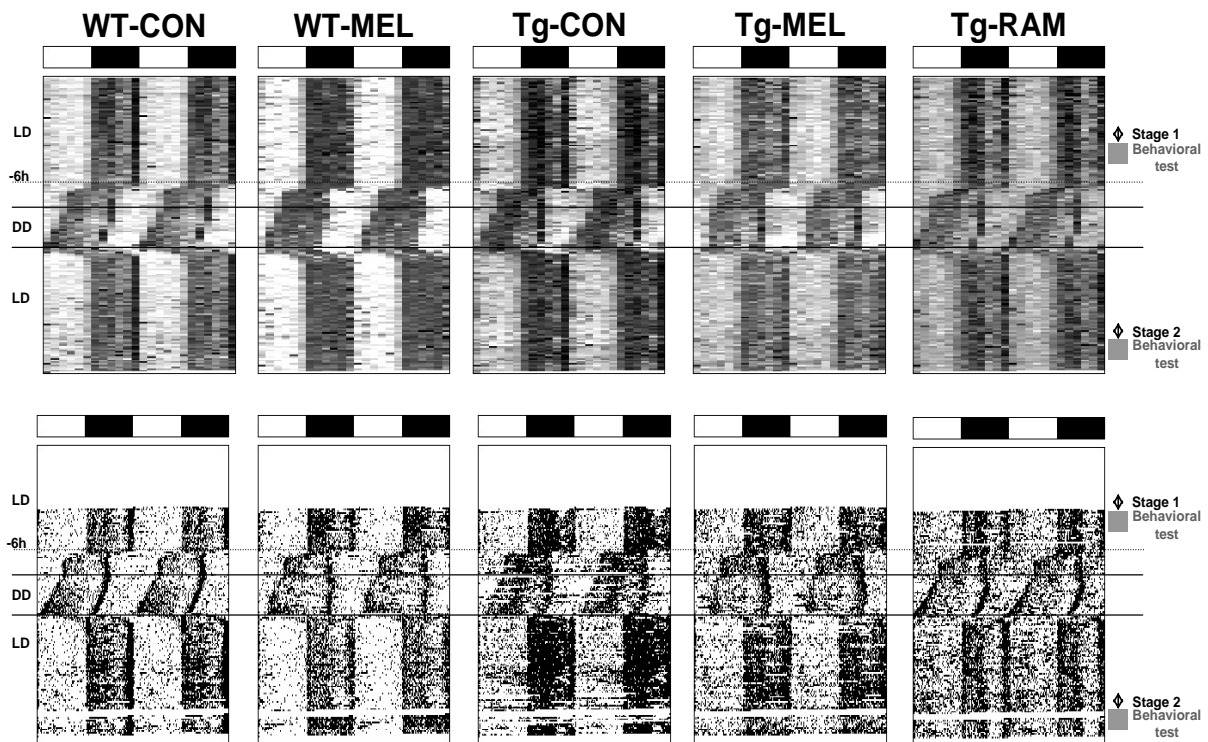 WT-CON WT-MEL Tg-CON Tg-MEL Tg-RAM
LD
-6h
DD
LD
Stage 1
Behavioral
test
Stage 2
Behavioral
test
LD
-6h
DD
LD
Stage 1
Behavioral
test
Stage 2
Behavioral
test